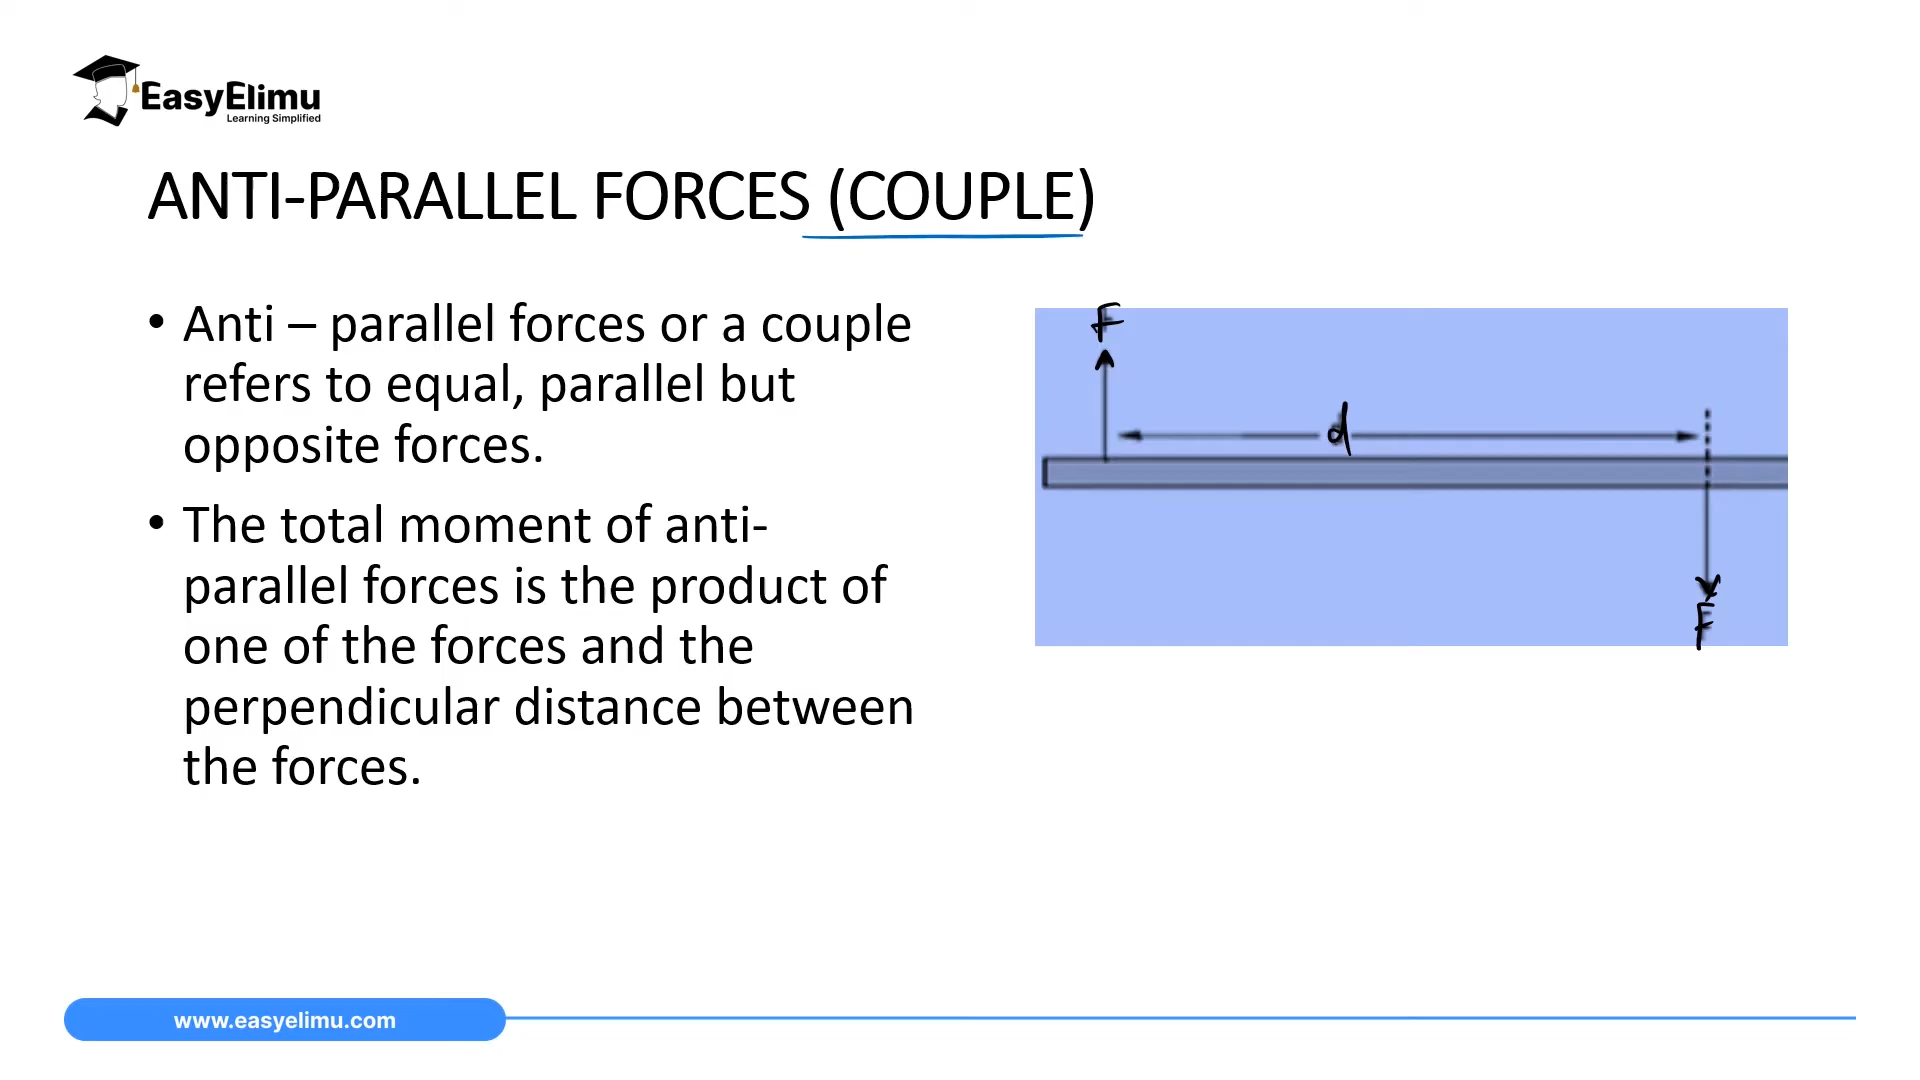 EasyElimu
Learning Simplified
ANTI-PARALLEL FORCES (COUPLE)
• Anti – parallel forces or a couple
refers to equal, parallel but
opposite forces.
• The total moment of anti-
parallel forces is the product of
one of the forces and the
perpendicular distance between
the forces.
F
d
F
www.easyelimu.com